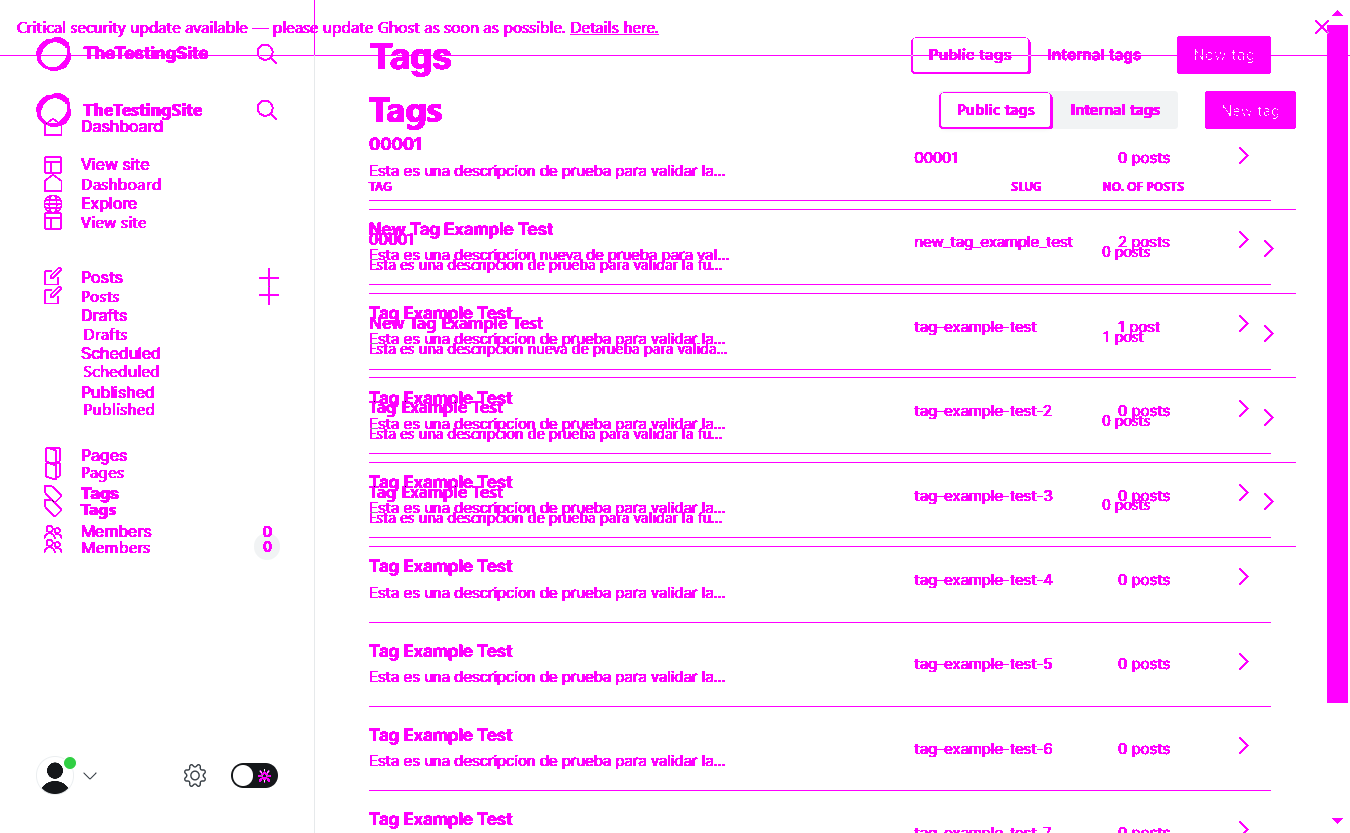 Critical security update available — please update Ghost as soon as possible. Details here.
TheTestingSite
Tags
Public tags
Internal tags
New tag
TheTestingSite
Tags
Public tags
Internal tags
New tag
Dashboard
View site
Dashboard
Explore
View site
Posts
Posts
Drafts
Drafts
Scheduled
Scheduled
Published
Published
Pages
Pages
Tags
Tags
Members 0
Members 0
00001
Esta es una descripcion de prueba para validar la...
00001
0 posts
TAG
SLUG
NO. OF POSTS
New Tag Example Test
00001
Esta es una descripcion nueva de prueba para val...
Esta es una descripcion de prueba para validar la fu...
new_tag_example_test
2 posts
0 posts
Tag Example Test
New Tag Example Test
Esta es una descripcion de prueba para validar la...
Esta es una descripcion nueva de prueba para valida...
tag-example-test
1 post
1 post
Tag Example Test
Tag Example Test
Esta es una descripcion de prueba para validar la...
Esta es una descripcion de prueba para validar la fu...
tag-example-test-2
0 posts
0 posts
Tag Example Test
Tag Example Test
Esta es una descripcion de prueba para validar la...
Esta es una descripcion de prueba para validar la fu...
tag-example-test-3
0 posts
0 posts
Tag Example Test
Esta es una descripcion de prueba para validar la...
tag-example-test-4
0 posts
Tag Example Test
Esta es una descripcion de prueba para validar la...
tag-example-test-5
0 posts
Tag Example Test
Esta es una descripcion de prueba para validar la...
tag-example-test-6
0 posts
Tag Example Test
tag-example-test-7
0 posts